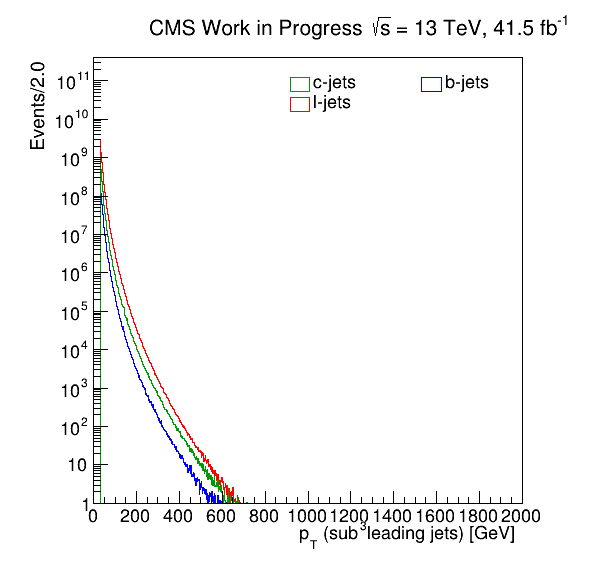 CMS Work in Progress √s = 13 TeV, 41.5 fb⁻¹
Events/2.0
c-jets
b-jets
l-jets
10¹¹
10¹⁰
10⁹
10⁸
10⁷
10⁶
10⁵
10⁴
10³
10²
10
1
0 200 400 600 800 1000 1200 1400 1600 1800 2000
p_T (sub³leading jets) [GeV]